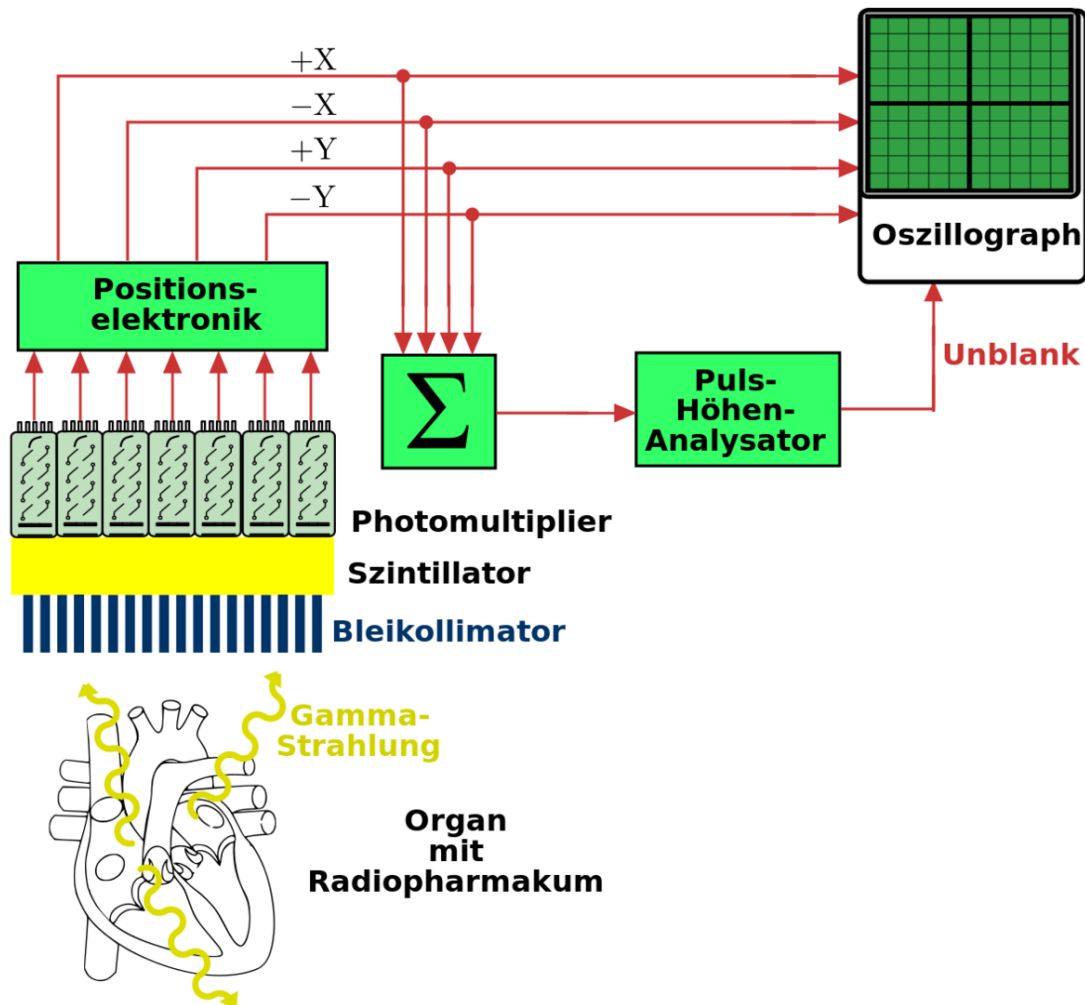 +X
−X
+Y
−Y
Oszillograph
Positions-
elektronik
Unblank
Σ
Puls-
Höhen-
Analysator
Photomultiplier
Szintillator
Bleikollimator
Gamma-
Strahlung
Organ
mit
Radiopharmakum